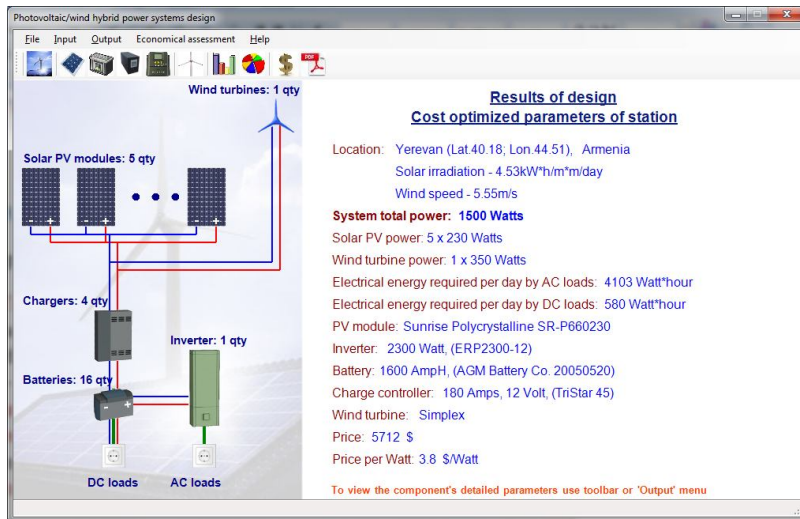 Photovoltaic/wind hybrid power systems design
File Input Output Economical assessment Help
PDF
Wind turbines: 1 qty
Solar PV modules: 5 qty
Chargers: 4 qty
Inverter: 1 qty
Batteries: 16 qty
DC loads AC loads
Results of design
Cost optimized parameters of station
Location: Yerevan (Lat.40.18; Lon.44.51), Armenia
Solar irradiation - 4.53kW*h/m*m/day
Wind speed - 5.55m/s
System total power: 1500 Watts
Solar PV power: 5 x 230 Watts
Wind turbine power: 1 x 350 Watts
Electrical energy required per day by AC loads: 4103 Watt*hour
Electrical energy required per day by DC loads: 580 Watt*hour
PV module: Sunrise Polycrystalline SR-P660230
Inverter: 2300 Watt, (ERP2300-12)
Battery: 1600 AmpH, (AGM Battery Co. 20050520)
Charge controller: 180 Amps, 12 Volt, (TriStar 45)
Wind turbine: Simplex
Price: 5712 $
Price per Watt: 3.8 $/Watt
To view the component's detailed parameters use toolbar or 'Output' menu